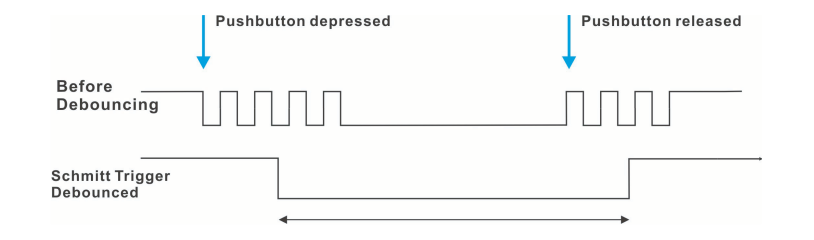 Pushbutton depressed
Pushbutton released
Before
Debouncing
Schmitt Trigger
Debounced